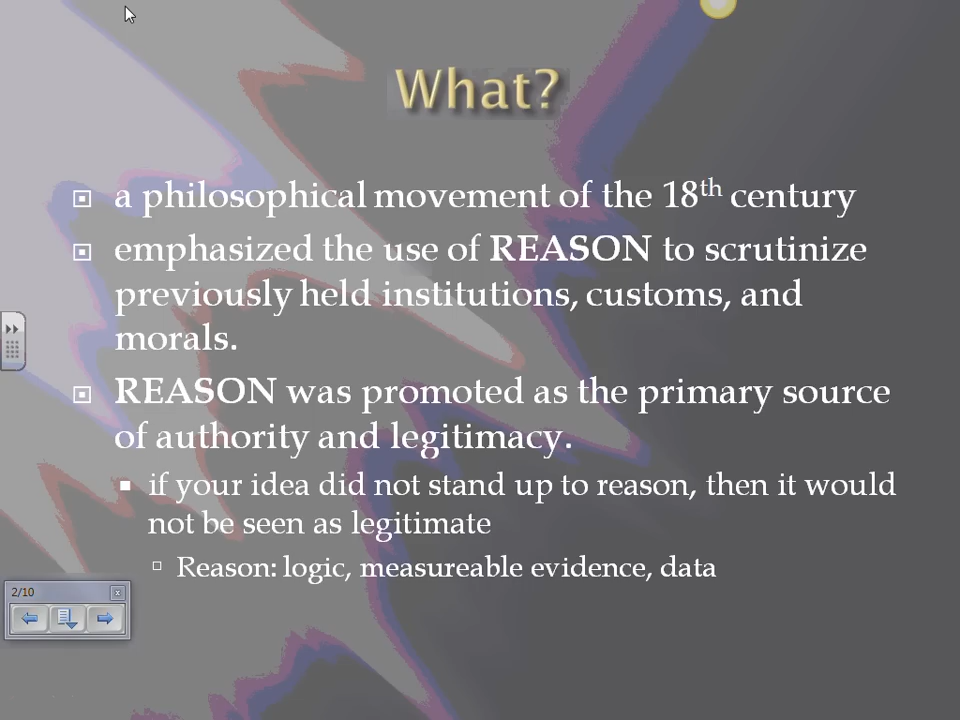 What?
a philosophical movement of the 18th century
emphasized the use of REASON to scrutinize
previously held institutions, customs, and
morals.
REASON was promoted as the primary source
of authority and legitimacy.
if your idea did not stand up to reason, then it would
not be seen as legitimate
Reason: logic, measureable evidence, data
2/10